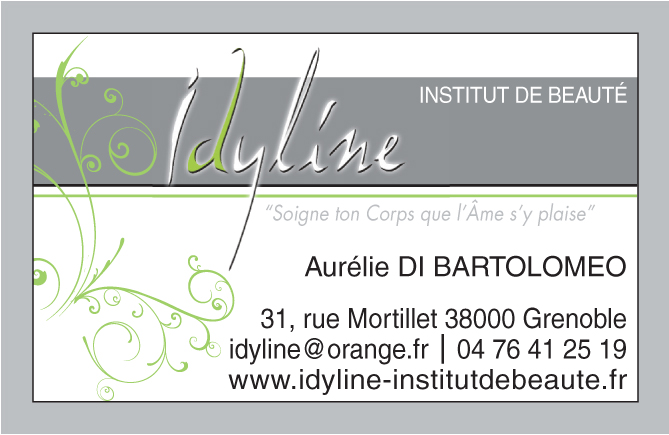 idyline
INSTITUT DE BEAUTÉ
“Soigne ton Corps que l’Âme s’y plaise”
Aurélie DI BARTOLOMEO
31, rue Mortillet 38000 Grenoble
idyline@orange.fr | 04 76 41 25 19
www.idyline-institutdebeaute.fr